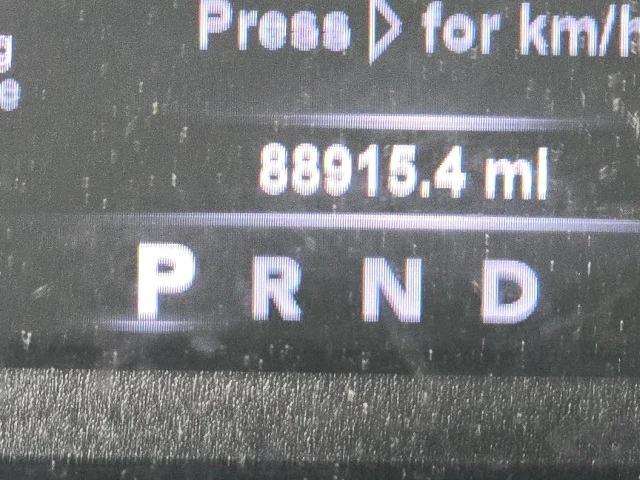 Press ▷ for km/h
88915.4 mi
P R N D